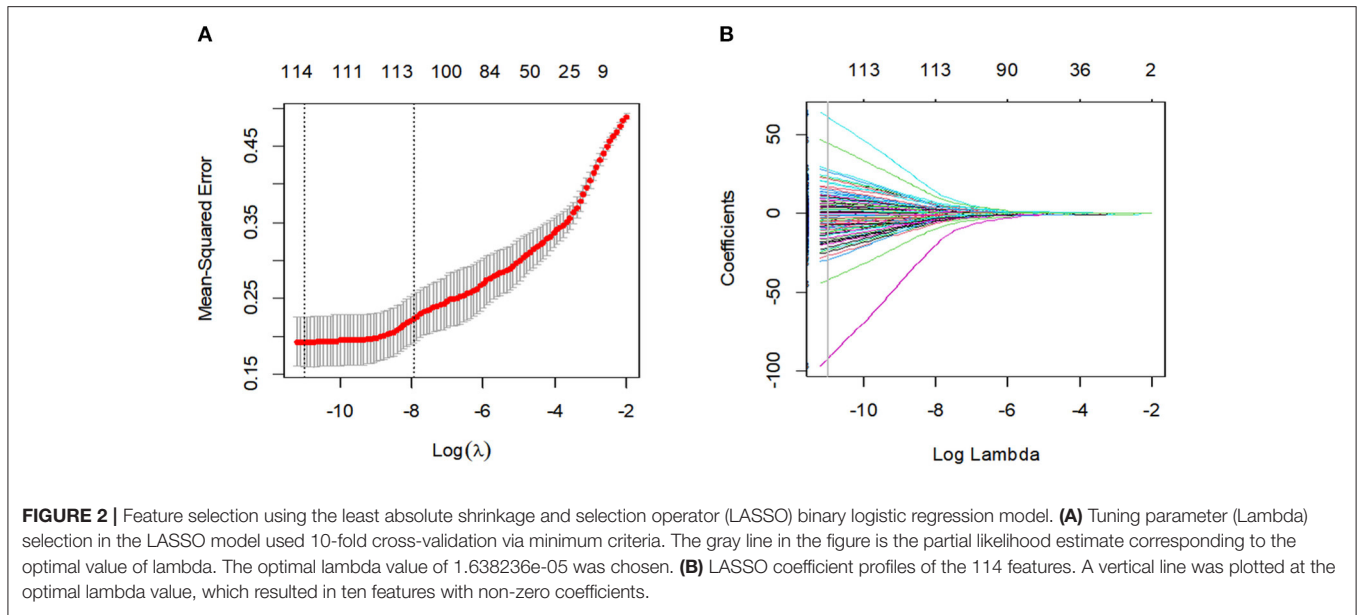 A
114 111 113 100 84 50 25 9
Mean-Squared Error
0.45
0.35
0.25
0.15
-10 -8 -6 -4 -2
Log(λ)
B
113 113 90 36 2
Coefficients
50
0
-50
-100
-10 -8 -6 -4 -2
Log Lambda
FIGURE 2 | Feature selection using the least absolute shrinkage and selection operator (LASSO) binary logistic regression model. (A) Tuning parameter (Lambda)
selection in the LASSO model used 10-fold cross-validation via minimum criteria. The gray line in the figure is the partial likelihood estimate corresponding to the
optimal value of lambda. The optimal lambda value of 1.638236e-05 was chosen. (B) LASSO coefficient profiles of the 114 features. A vertical line was plotted at the
optimal lambda value, which resulted in ten features with non-zero coefficients.